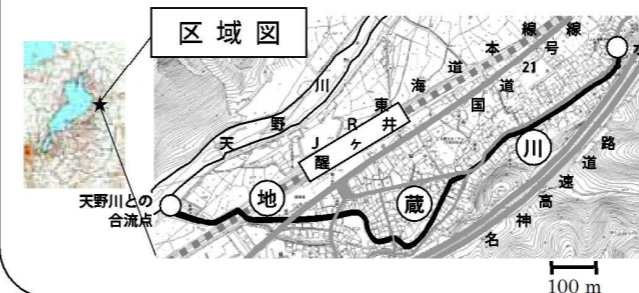 区域図
天野川
JR東海道本線
醒ヶ井
国道21号線
水
地蔵川
名神高速道路
天野川との
合流点
100 m